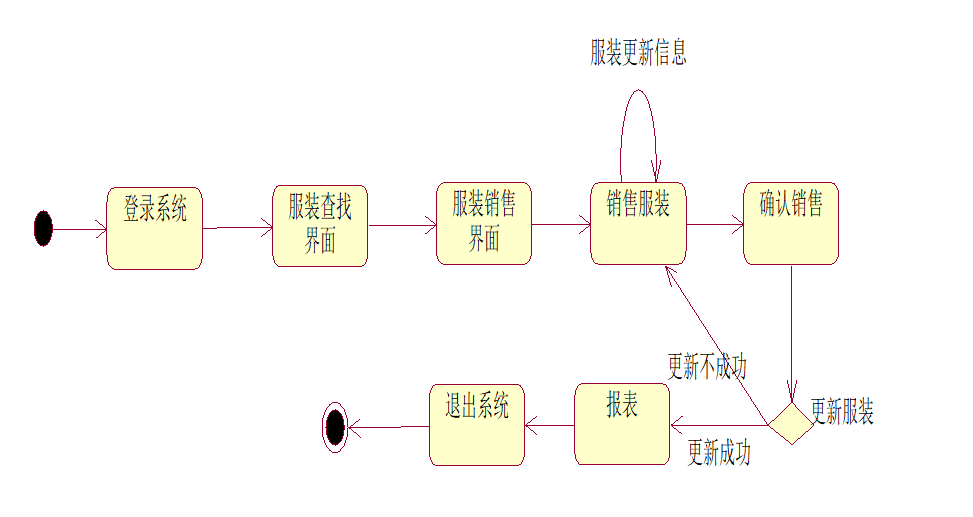 服装更新信息
登录系统
服装查找
界面
服装销售
界面
销售服装
确认销售
更新不成功
退出系统
报表
更新服装
更新成功